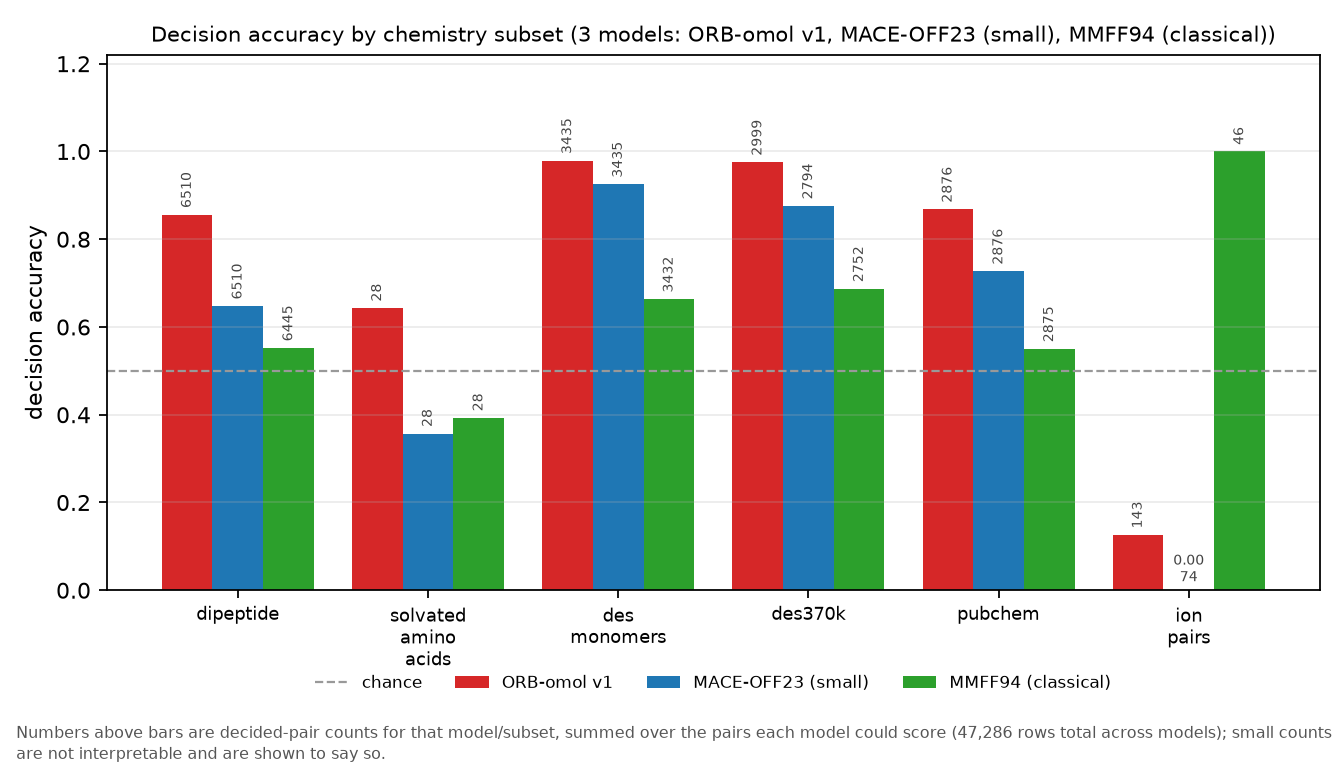 Decision accuracy by chemistry subset (3 models: ORB-omol v1, MACE-OFF23 (small), MMFF94 (classical))
decision accuracy
1.2
1.0
0.8
0.6
0.4
0.2
0.0
6510
6510
6445
28
28
28
3435
3435
3432
2999
2794
2752
2876
2876
2875
143
0.00
74
46
dipeptide
solvated
amino
acids
des
monomers
des370k
pubchem
ion
pairs
chance
ORB-omol v1
MACE-OFF23 (small)
MMFF94 (classical)
Numbers above bars are decided-pair counts for that model/subset, summed over the pairs each model could score (47,286 rows total across models); small counts
are not interpretable and are shown to say so.